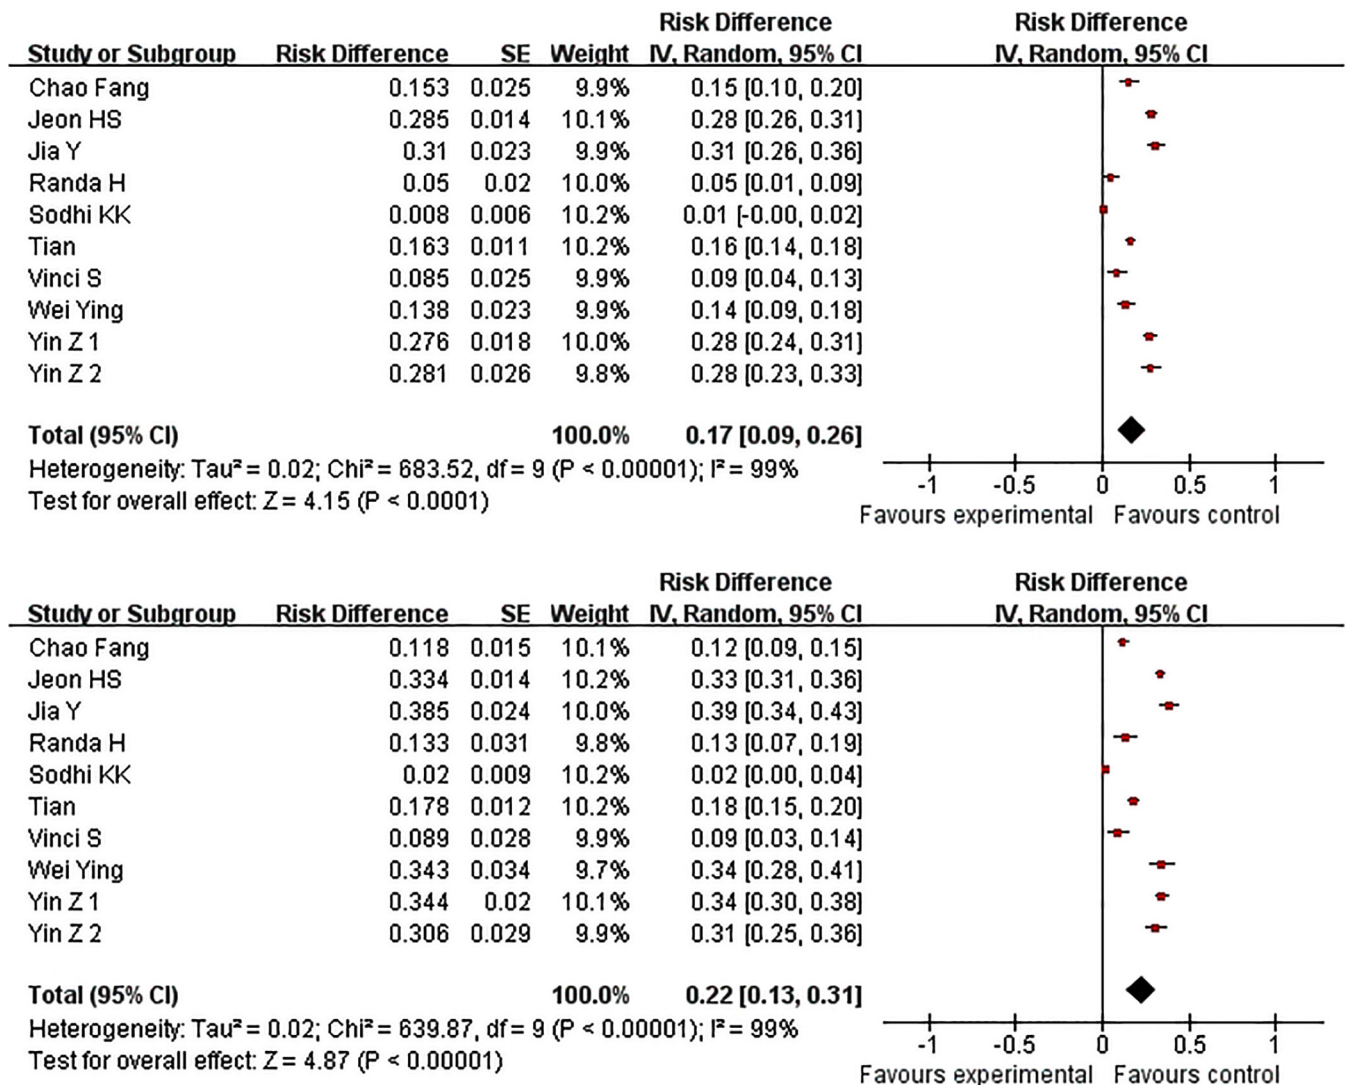 Risk Difference Risk Difference
Study or Subgroup Risk Difference SE Weight IV, Random, 95% CI IV, Random, 95% CI
Chao Fang 0.153 0.025 9.9% 0.15 [0.10, 0.20]
Jeon HS 0.285 0.014 10.1% 0.28 [0.26, 0.31]
Jia Y 0.31 0.023 9.9% 0.31 [0.26, 0.36]
Randa H 0.05 0.02 10.0% 0.05 [0.01, 0.09]
Sodhi KK 0.008 0.006 10.2% 0.01 [-0.00, 0.02]
Tian 0.163 0.011 10.2% 0.16 [0.14, 0.18]
Vinci S 0.085 0.025 9.9% 0.09 [0.04, 0.13]
Wei Ying 0.138 0.023 9.9% 0.14 [0.09, 0.18]
Yin Z 1 0.276 0.018 10.0% 0.28 [0.24, 0.31]
Yin Z 2 0.281 0.026 9.8% 0.28 [0.23, 0.33]
Total (95% CI) 100.0% 0.17 [0.09, 0.26]
Heterogeneity: Tau² = 0.02; Chi² = 683.52, df = 9 (P < 0.00001); I² = 99%
Test for overall effect: Z = 4.15 (P < 0.0001)
-1 -0.5 0 0.5 1
Favours experimental Favours control
Risk Difference Risk Difference
Study or Subgroup Risk Difference SE Weight IV, Random, 95% CI IV, Random, 95% CI
Chao Fang 0.118 0.015 10.1% 0.12 [0.09, 0.15]
Jeon HS 0.334 0.014 10.2% 0.33 [0.31, 0.36]
Jia Y 0.385 0.024 10.0% 0.39 [0.34, 0.43]
Randa H 0.133 0.031 9.8% 0.13 [0.07, 0.19]
Sodhi KK 0.02 0.009 10.2% 0.02 [0.00, 0.04]
Tian 0.178 0.012 10.2% 0.18 [0.15, 0.20]
Vinci S 0.089 0.028 9.9% 0.09 [0.03, 0.14]
Wei Ying 0.343 0.034 9.7% 0.34 [0.28, 0.41]
Yin Z 1 0.344 0.02 10.1% 0.34 [0.30, 0.38]
Yin Z 2 0.306 0.029 9.9% 0.31 [0.25, 0.36]
Total (95% CI) 100.0% 0.22 [0.13, 0.31]
Heterogeneity: Tau² = 0.02; Chi² = 639.87, df = 9 (P < 0.00001); I² = 99%
Test for overall effect: Z = 4.87 (P < 0.00001)
-1 -0.5 0 0.5 1
Favours experimental Favours control